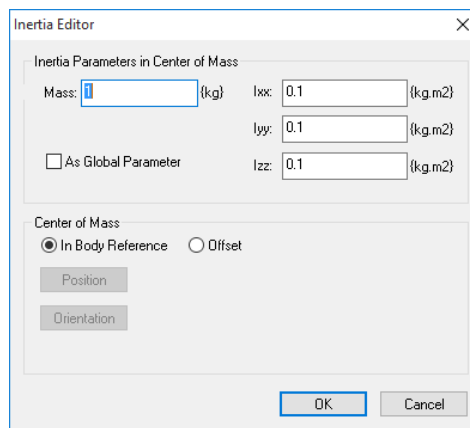 Inertia Editor
Inertia Parameters in Center of Mass
Mass: 1 {kg} Ixx: 0.1 {kg.m2}
Iyy: 0.1 {kg.m2}
As Global Parameter Izz: 0.1 {kg.m2}
Center of Mass
In Body Reference Offset
Position
Orientation
OK Cancel